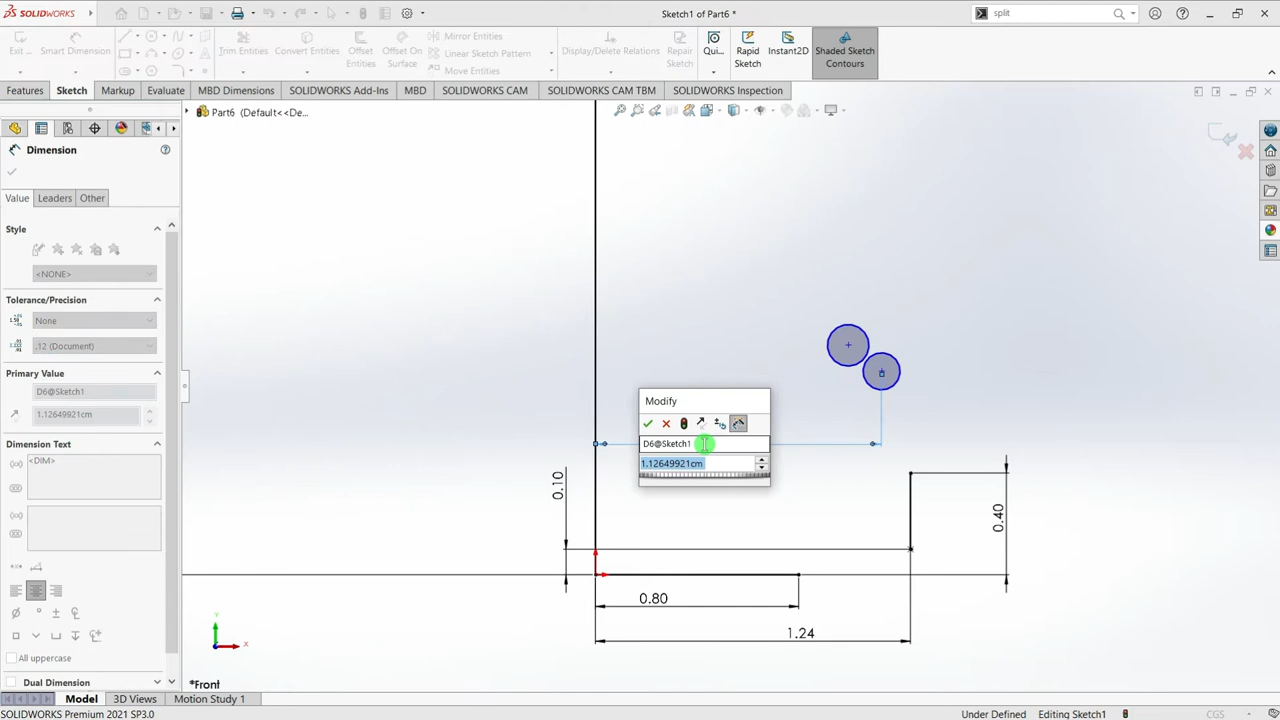 SOLIDWORKS
Sketch1 of Part6 *
split
Exit ...
Smart Dimension
Trim Entities
Convert Entities
Offset Entities
Offset On Surface
Mirror Entities
Linear Sketch Pattern
Move Entities
Display/Delete Relations
Repair Sketch
Qui...
Rapid Sketch
Instant2D
Shaded Sketch Contours
Features
Sketch
Markup
Evaluate
MBD Dimensions
SOLIDWORKS Add-Ins
MBD
SOLIDWORKS CAM
SOLIDWORKS CAM TBM
SOLIDWORKS Inspection
Part6 (Default<<De...
Dimension
Value
Leaders
Other
Style
<NONE>
Tolerance/Precision
None
.12 (Document)
Primary Value
D6@Sketch1
1.12649921cm
Dimension Text
<DIM>
All uppercase
Dual Dimension
Modify
D6@Sketch1
1.12649921cm
0.10
0.40
0.80
1.24
Y
X
*Front
Model
3D Views
Motion Study 1
SOLIDWORKS Premium 2021 SP3.0
Under Defined
Editing Sketch1
CGS